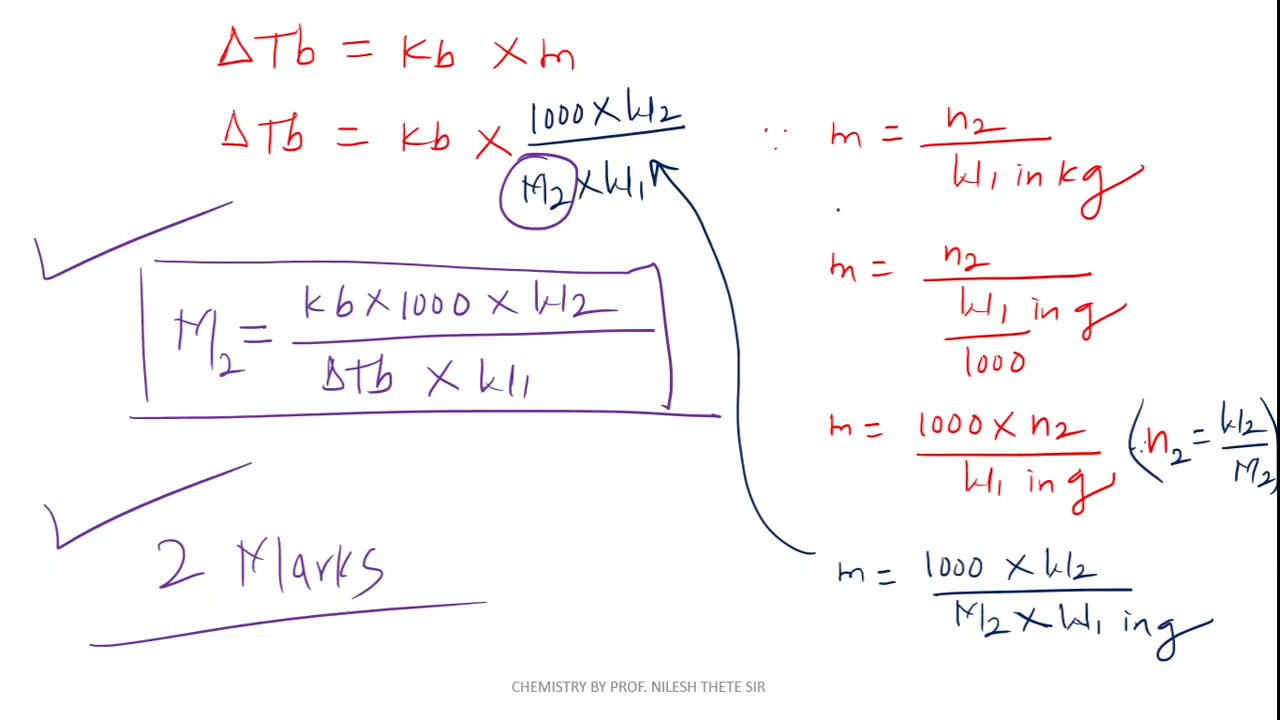 ΔTb = Kb × m
ΔTb = Kb × (1000 × W2) / (M2 × W1)
M2 = (Kb × 1000 × W2) / (ΔTb × W1)
2 Marks
∵ m = n2 / (W1 in kg)
m = n2 / ((W1 in g) / 1000)
m = (1000 × n2) / (W1 in g) (∵ n2 = W2 / M2)
m = (1000 × W2) / (M2 × W1 in g)
CHEMISTRY BY PROF. NILESH THETE SIR